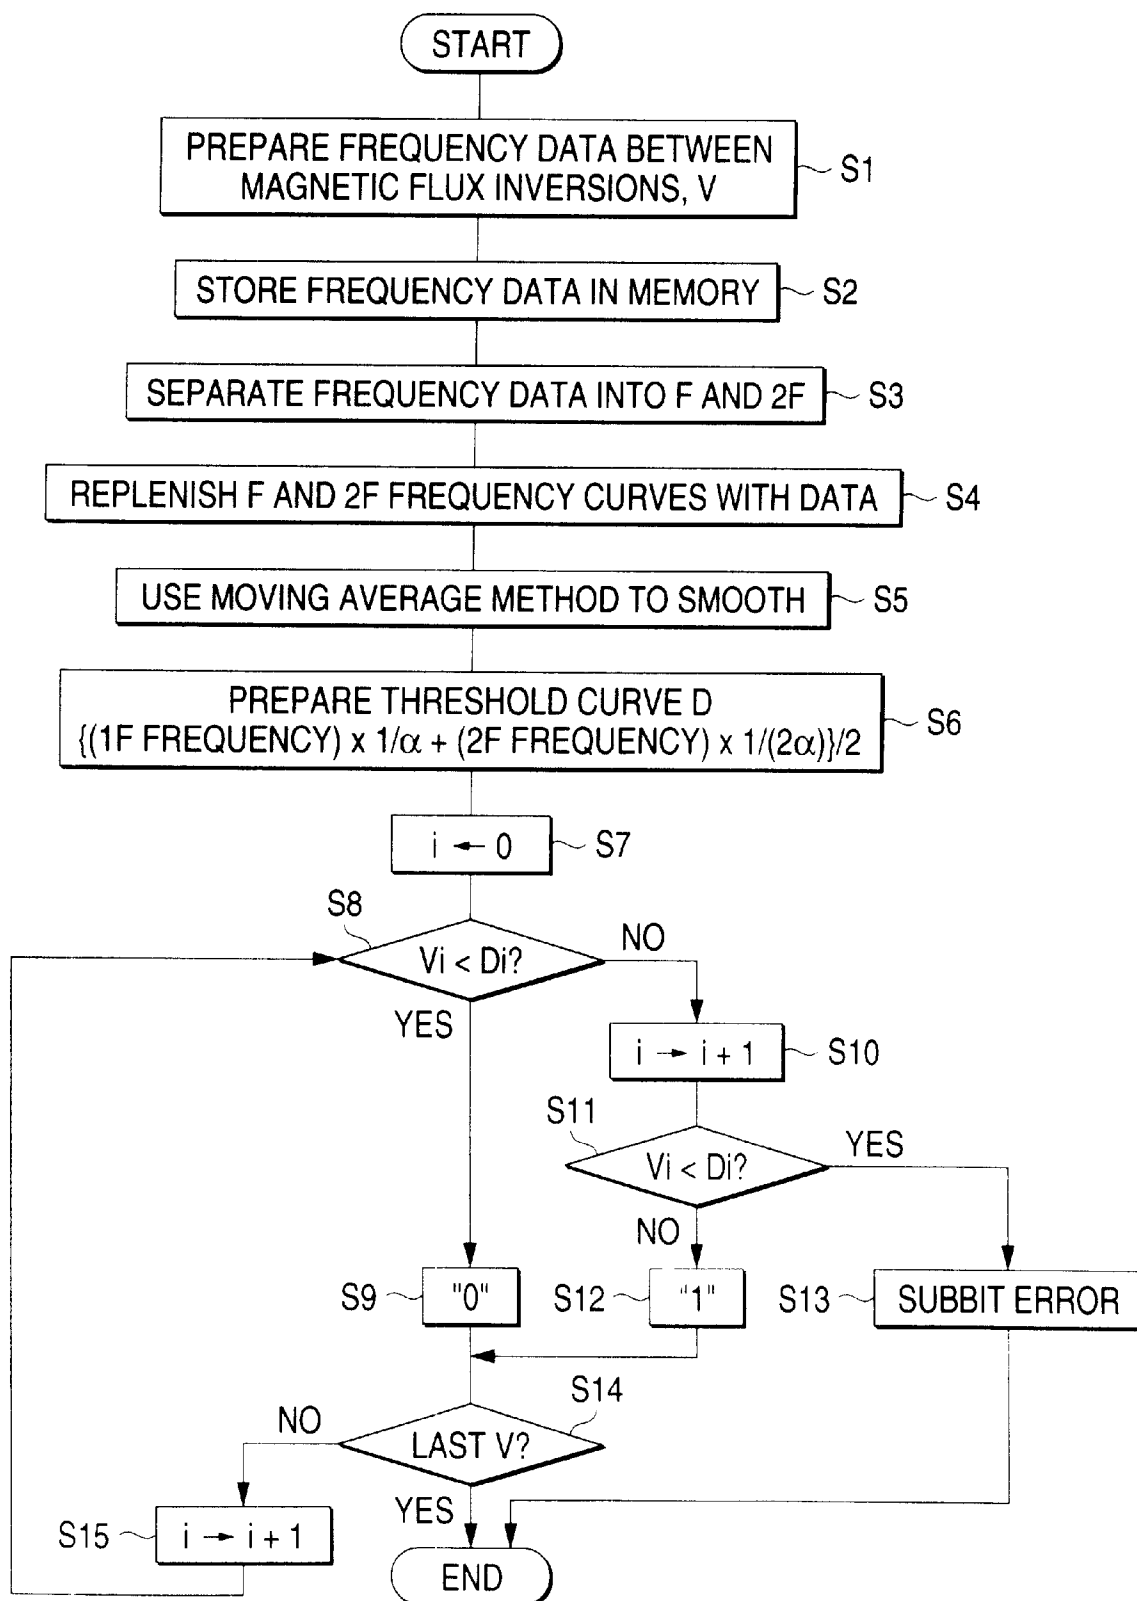 START
PREPARE FREQUENCY DATA BETWEEN
MAGNETIC FLUX INVERSIONS, V
S1
STORE FREQUENCY DATA IN MEMORY
S2
SEPARATE FREQUENCY DATA INTO F AND 2F
S3
REPLENISH F AND 2F FREQUENCY CURVES WITH DATA
S4
USE MOVING AVERAGE METHOD TO SMOOTH
S5
PREPARE THRESHOLD CURVE D
{(1F FREQUENCY) x 1/α + (2F FREQUENCY) x 1/(2α)}/2
S6
i ← 0
S7
S8
Vi < Di?
NO
YES
i → i + 1
S10
S11
Vi < Di?
YES
NO
S9
"0"
S12
"1"
S13
SUBBIT ERROR
S14
LAST V?
NO
YES
S15
i → i + 1
END